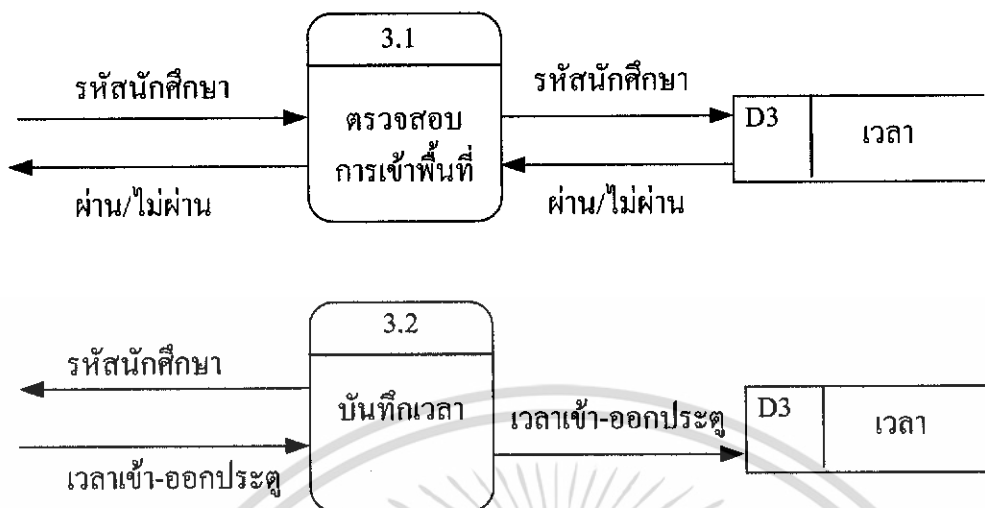 3.1
รหัสนักศึกษา
รหัสนักศึกษา
ตรวจสอบ
การเข้าพื้นที่
D3
เวลา
ผ่าน/ไม่ผ่าน
ผ่าน/ไม่ผ่าน
3.2
รหัสนักศึกษา
บันทึกเวลา
เวลาเข้า-ออกประตู
D3
เวลา
เวลาเข้า-ออกประตู